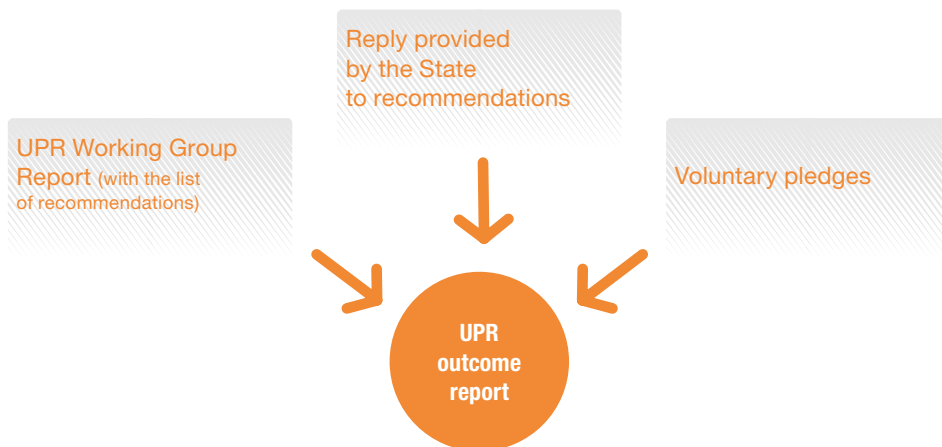 Reply provided
by the State
to recommendations
UPR Working Group
Report (with the list
of recommendations)
Voluntary pledges
UPR
outcome
report